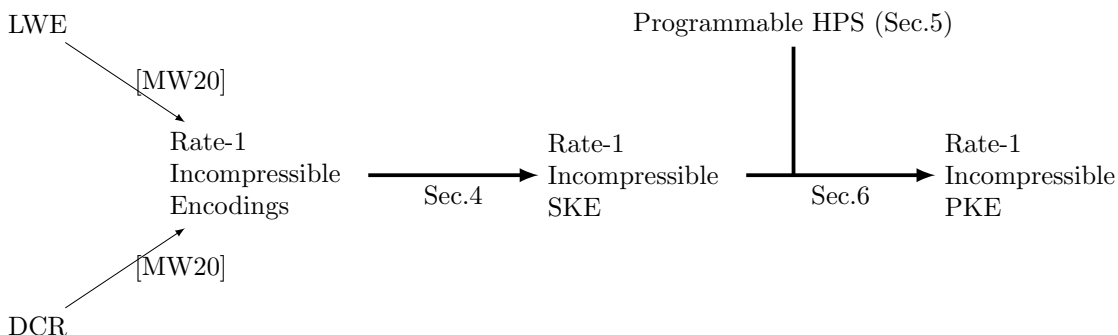 LWE
Programmable HPS (Sec.5)
[MW20]
Rate-1
Incompressible
Encodings
Sec.4
Rate-1
Incompressible
SKE
Sec.6
Rate-1
Incompressible
PKE
[MW20]
DCR